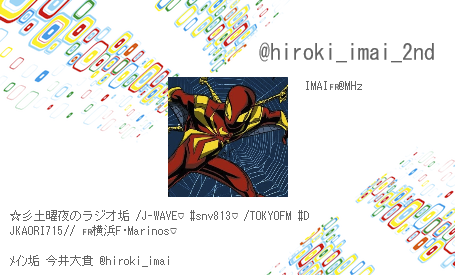 @hiroki_imai_2nd
IMAI㎙@MHz
☆彡土曜夜のラジオ垢 /J-WAVE♡ #snv813♡ /TOKYOFM #D
JKAORI715// ㎙横浜F･Marinos♡
ﾒｲﾝ垢 今井大貴 @hiroki_imai